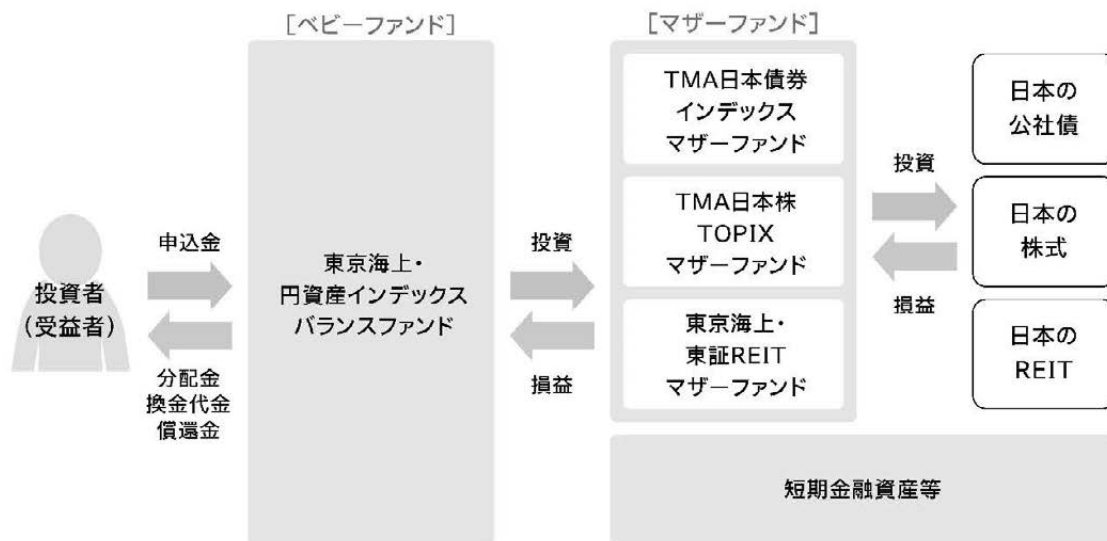 [ベビーファンド]
[マザーファンド]
投資者
(受益者)
申込金
分配金
換金代金
償還金
東京海上・
円資産インデックス
バランスファンド
投資
損益
TMA日本債券
インデックス
マザーファンド
TMA日本株
TOPIX
マザーファンド
東京海上・
東証REIT
マザーファンド
投資
損益
日本の
公社債
日本の
株式
日本の
REIT
短期金融資産等